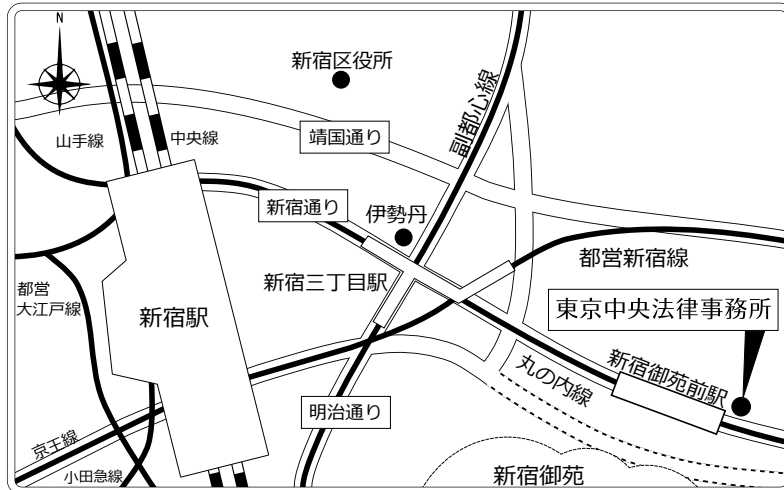 N
新宿区役所
山手線
中央線
靖国通り
副都心線
新宿通り
伊勢丹
新宿三丁目駅
都営新宿線
都営
大江戸線
新宿駅
東京中央法律事務所
新宿御苑前駅
丸の内線
明治通り
京王線
小田急線
新宿御苑